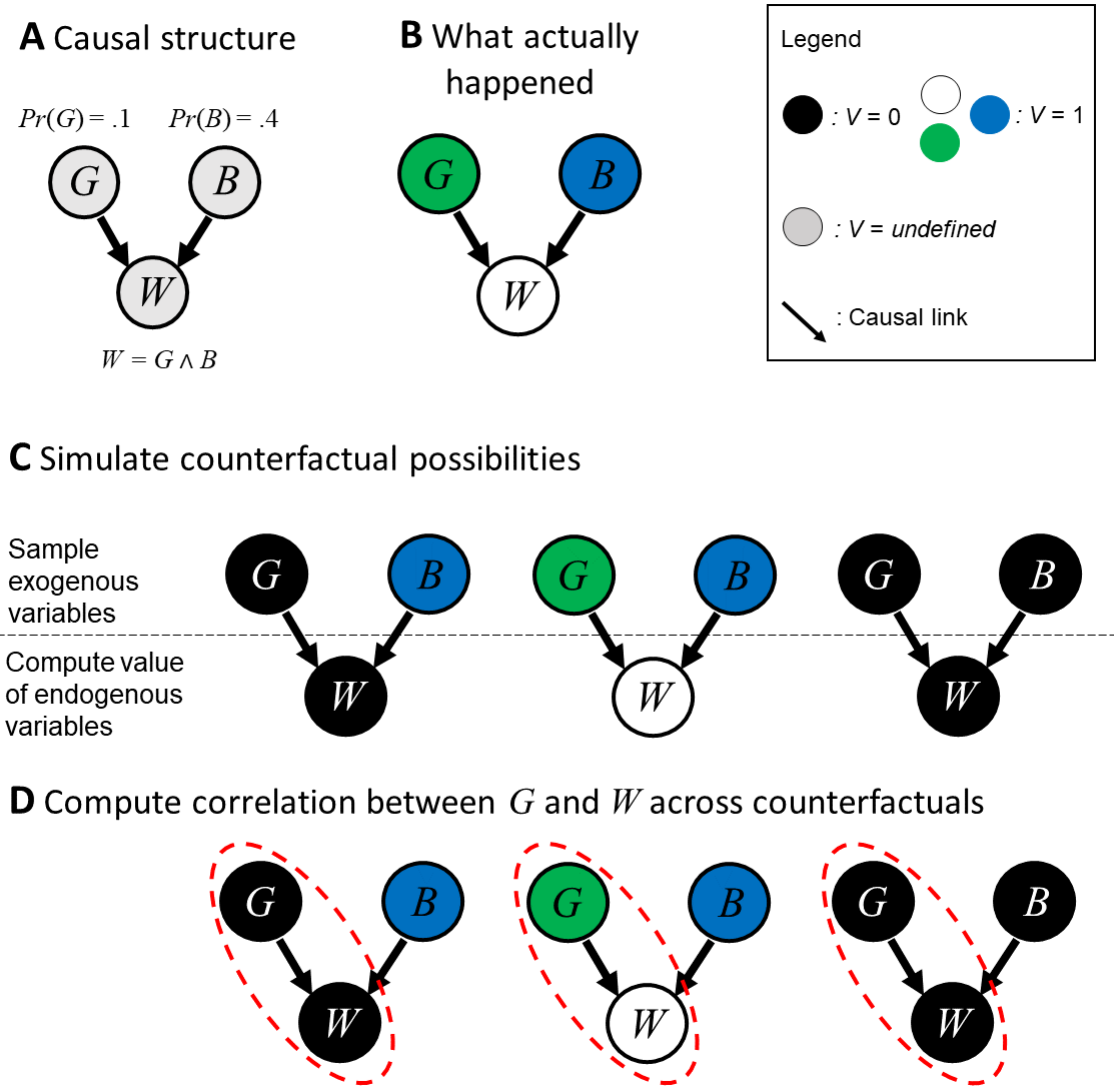 A Causal structure
B What actually
happened
Legend
Pr(G) = .1
Pr(B) = .4
: V = 0
: V = 1
G
B
W
W = G ∧ B
G
B
W
: V = undefined
: Causal link
C Simulate counterfactual possibilities
Sample
exogenous
variables
G
B
G
B
G
B
Compute value
of endogenous
variables
W
W
W
D Compute correlation between G and W across counterfactuals
G
B
G
B
G
B
W
W
W